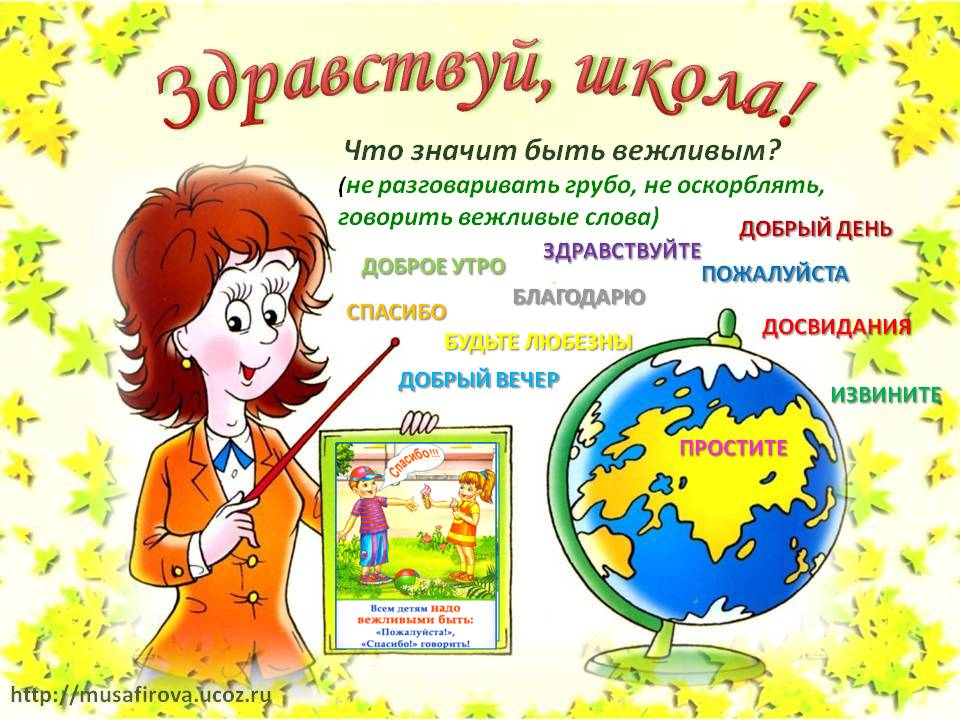 Здравствуй, школа!
Что значит быть вежливым?
(не разговаривать грубо, не оскорблять,
говорить вежливые слова)
ДОБРЫЙ ДЕНЬ
ЗДРАВСТВУЙТЕ
ДОБРОЕ УТРО
ПОЖАЛУЙСТА
БЛАГОДАРЮ
СПАСИБО
ДОСВИДАНИЯ
БУДЬТЕ ЛЮБЕЗНЫ
ДОБРЫЙ ВЕЧЕР
ИЗВИНИТЕ
ПРОСТИТЕ
Спасибо!!!
Всем детям надо
вежливыми быть:
«Пожалуйста!»,
«Спасибо!» говорить!
http://musafirova.ucoz.ru